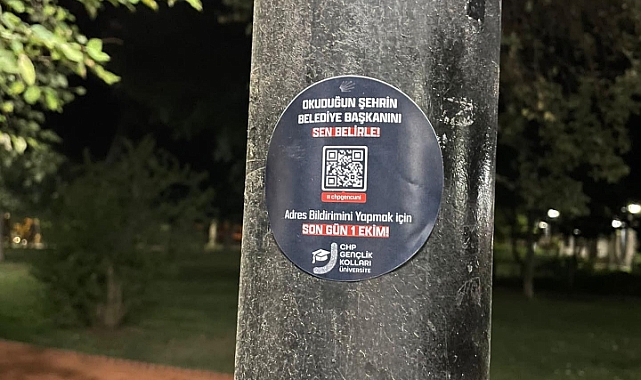 OKUDUĞUN ŞEHRİN
BELEDİYE BAŞKANINI
SEN BELİRLE!
#chpgencuni
Adres Bildirimini Yapmak için
SON GÜN 1 EKİM!
CHP
GENÇLİK
KOLLARI
ÜNİVERSİTE